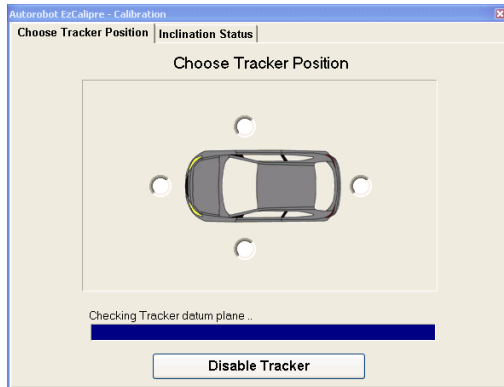 Autorobot EzCalipre - Calibration
Choose Tracker Position
Inclination Status
Choose Tracker Position
Checking Tracker datum plane ..
Disable Tracker